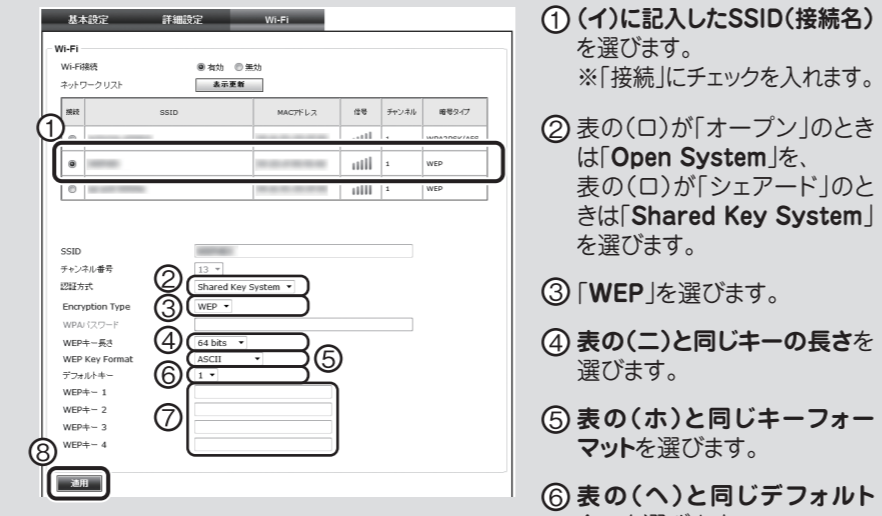 基本設定 詳細設定 Wi-Fi
Wi-Fi
Wi-Fi接続 有効 無効
ネットワークリスト 表示更新
接続 SSID MACアドレス 信号 チャンネル 暗号タイプ
①
1 WPA2PSK/AES
1 WEP
1 WEP
SSID
チャンネル番号 13
認証方式 ② Shared Key System
Encryption Type ③ WEP
WPAパスワード
WEPキー長さ ④ 64 bits
WEP Key Format ASCII ⑤
デフォルトキー ⑥ 1
WEPキー 1
WEPキー 2 ⑦
WEPキー 3
WEPキー 4
⑧
適用
①(イ)に記入したSSID(接続名)
を選びます。
※「接続」にチェックを入れます。
②表の(ロ)が「オープン」のとき
は「Open System」を、
表の(ロ)が「シェアード」のと
きは「Shared Key System」
を選びます。
③「WEP」を選びます。
④表の(ニ)と同じキーの長さを
選びます。
⑤表の(ホ)と同じキーフォー
マットを選びます。
⑥表の(ヘ)と同じデフォルト